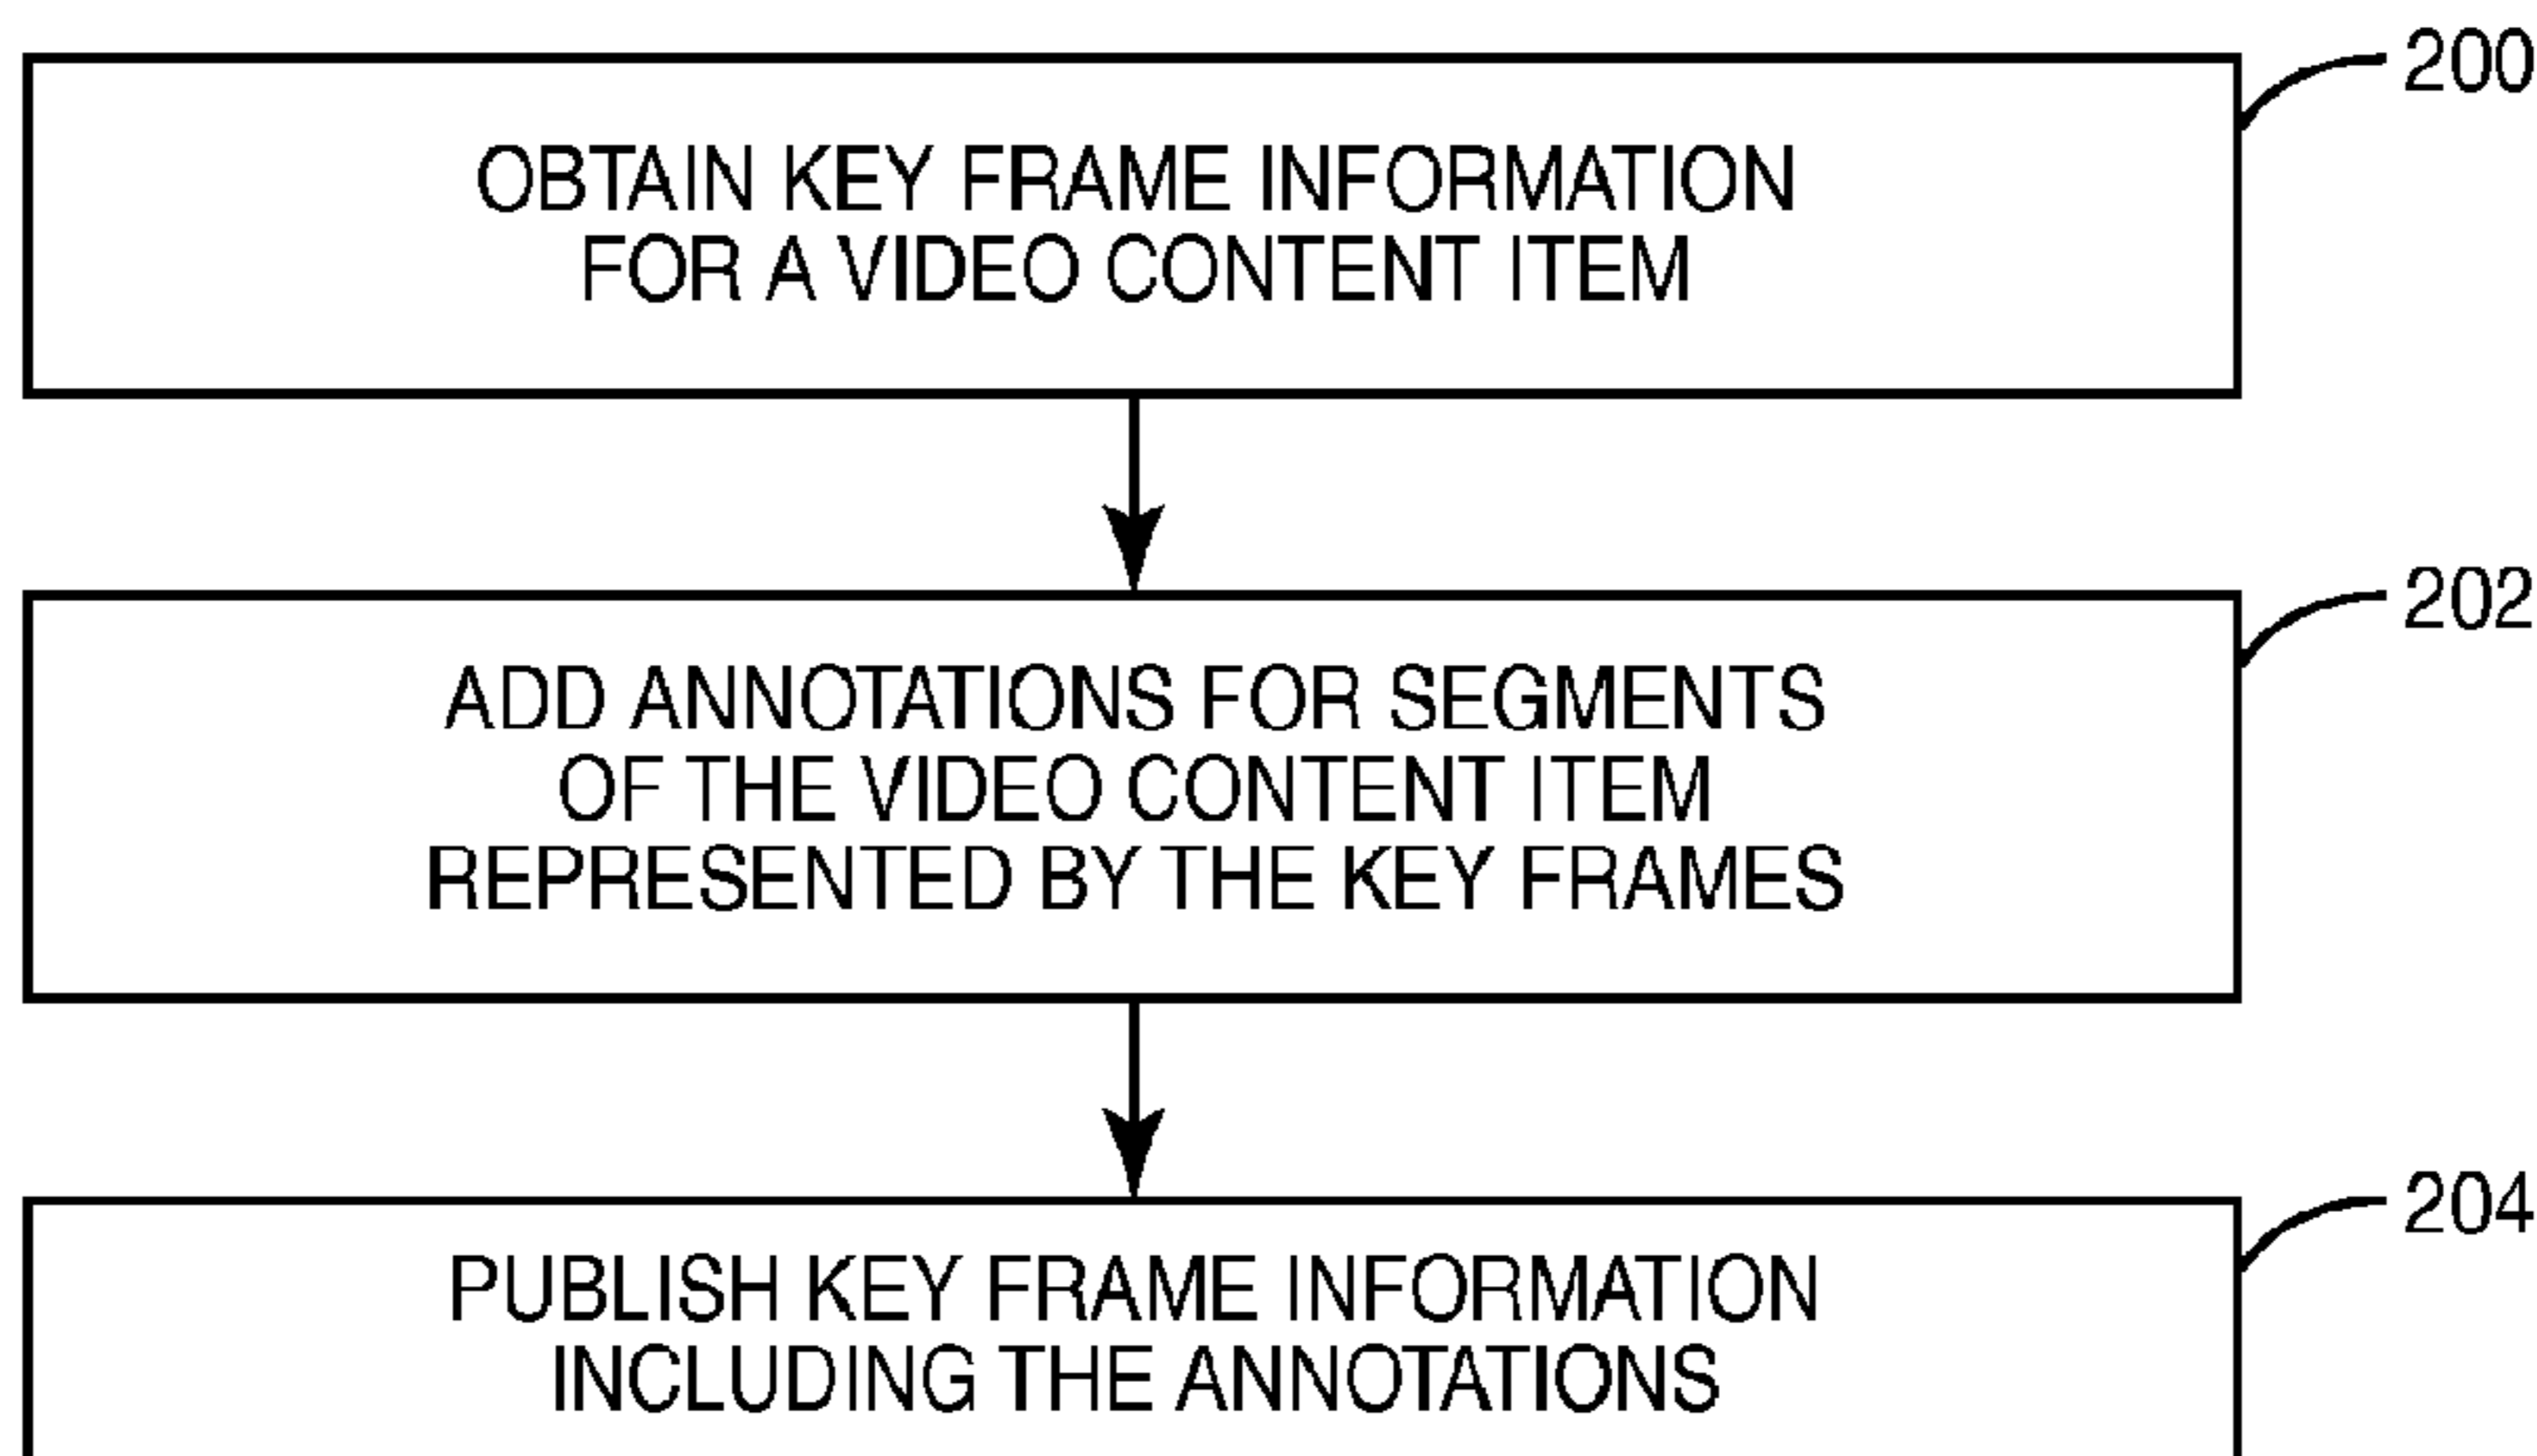 200
OBTAIN KEY FRAME INFORMATION
FOR A VIDEO CONTENT ITEM
202
ADD ANNOTATIONS FOR SEGMENTS
OF THE VIDEO CONTENT ITEM
REPRESENTED BY THE KEY FRAMES
204
PUBLISH KEY FRAME INFORMATION
INCLUDING THE ANNOTATIONS